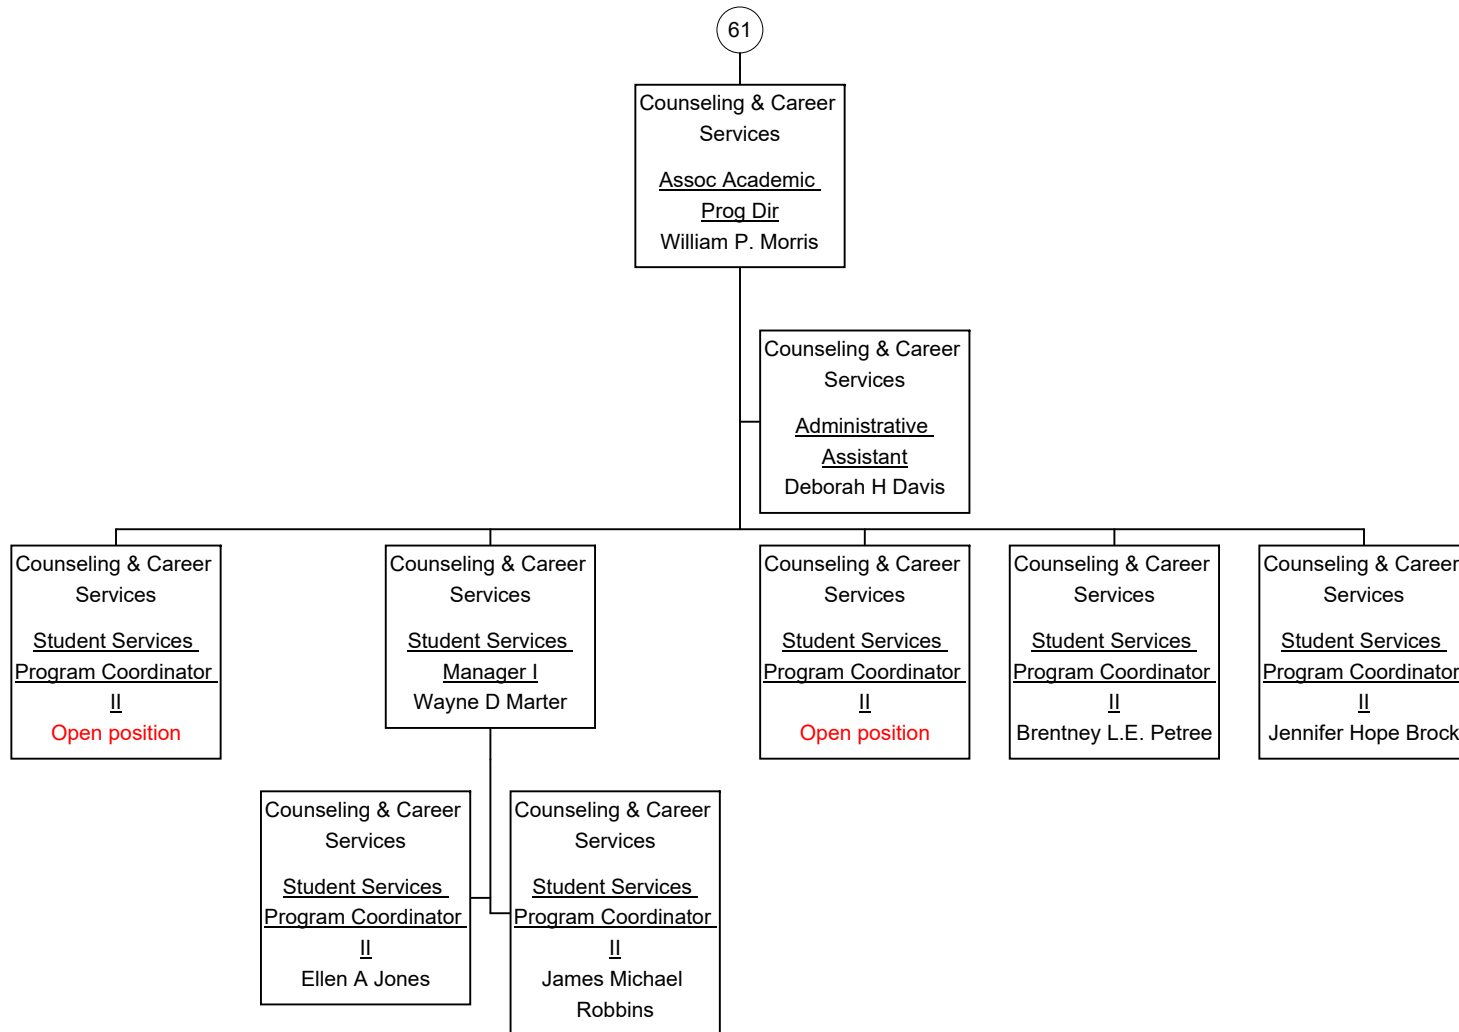 61
Counseling & Career
Services
Assoc Academic
Prog Dir
William P. Morris
Counseling & Career
Services
Administrative
Assistant
Deborah H Davis
Counseling & Career
Services
Student Services
Program Coordinator
II
Open position
Counseling & Career
Services
Student Services
Manager I
Wayne D Marter
Counseling & Career
Services
Student Services
Program Coordinator
II
Open position
Counseling & Career
Services
Student Services
Program Coordinator
II
Brentney L.E. Petree
Counseling & Career
Services
Student Services
Program Coordinator
II
Jennifer Hope Brock
Counseling & Career
Services
Student Services
Program Coordinator
II
Ellen A Jones
Counseling & Career
Services
Student Services
Program Coordinator
II
James Michael
Robbins